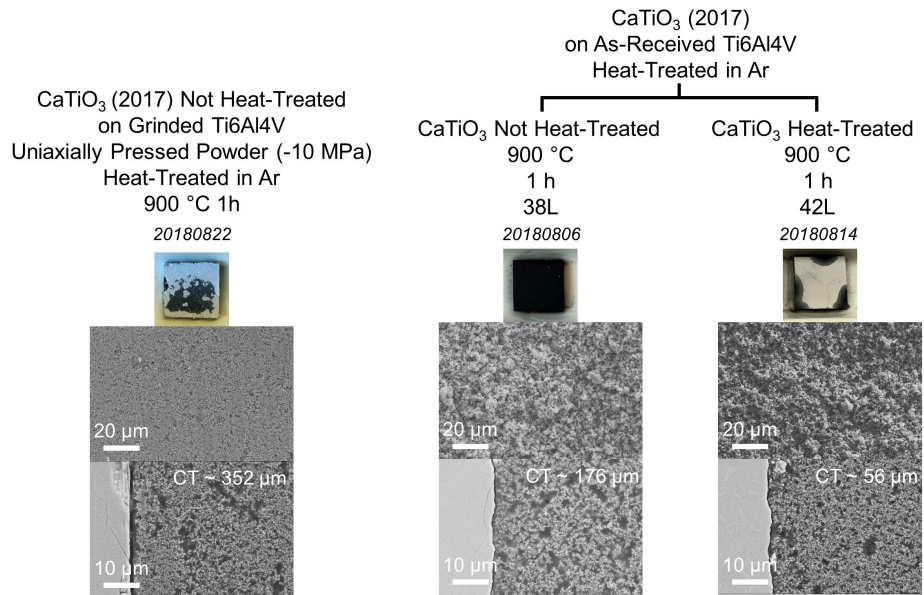 CaTiO₃ (2017) Not Heat-Treated
on Grinded Ti6Al4V
Uniaxially Pressed Powder (-10 MPa)
Heat-Treated in Ar
900 °C 1h
20180822
20 µm
CT ~ 352 µm
10 µm
CaTiO₃ (2017)
on As-Received Ti6Al4V
Heat-Treated in Ar
CaTiO₃ Not Heat-Treated
900 °C
1 h
38L
20180806
20 µm
CT ~ 176 µm
10 µm
CaTiO₃ Heat-Treated
900 °C
1 h
42L
20180814
20 µm
CT ~ 56 µm
10 µm